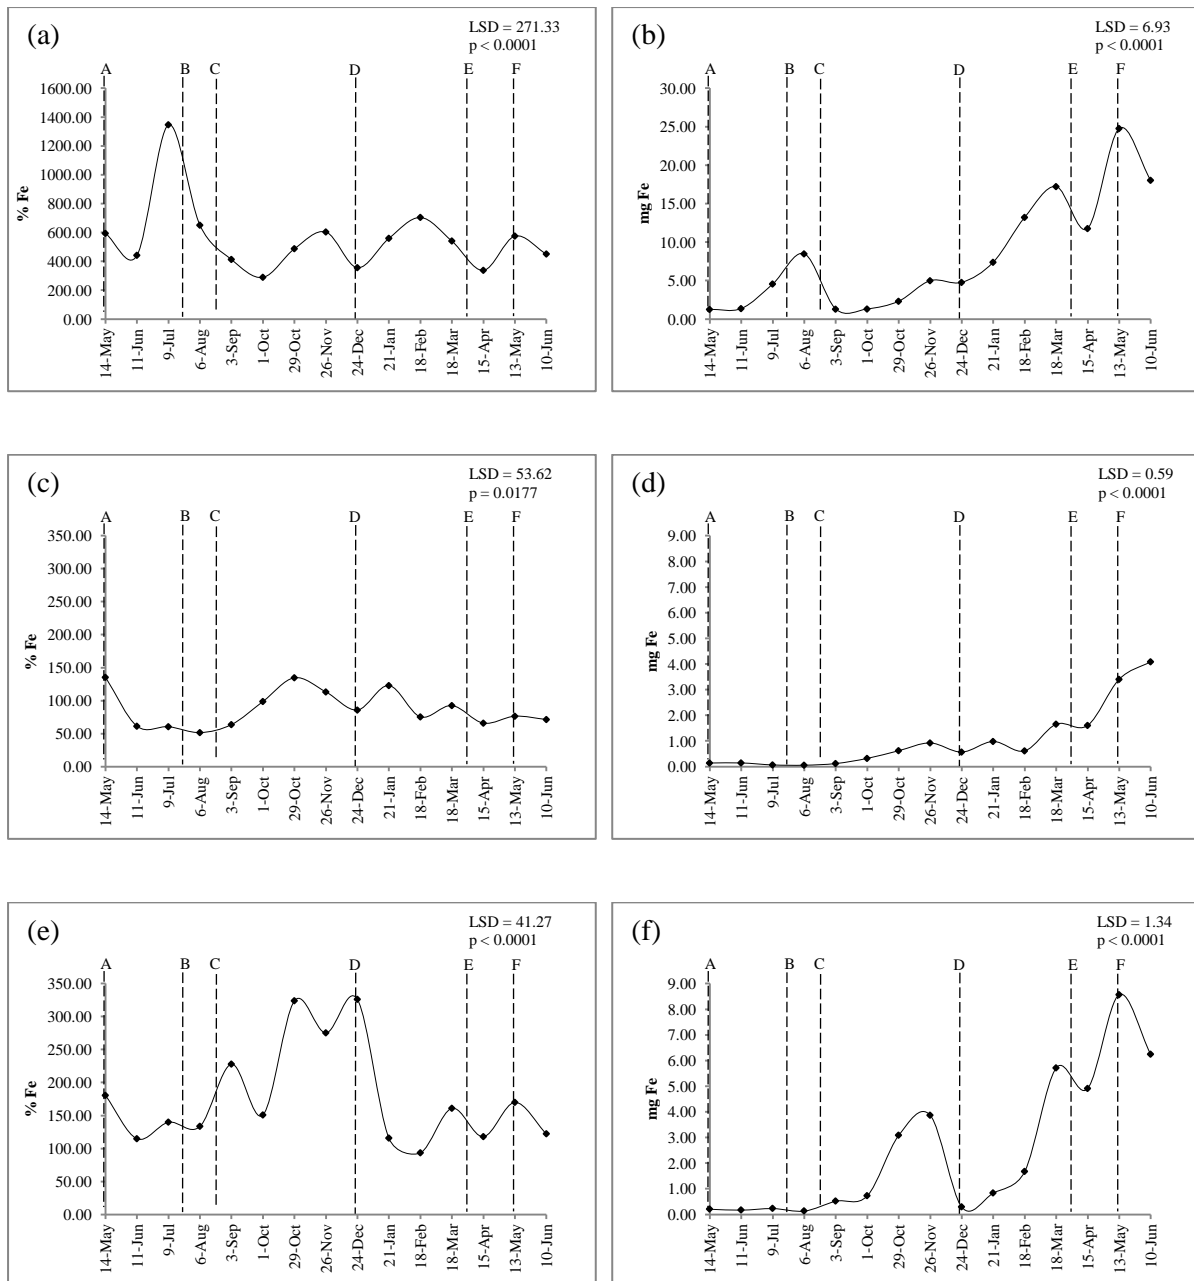 (a)
LSD = 271.33
p < 0.0001
A B C D E F
1600.00
1400.00
1200.00
1000.00
800.00
600.00
400.00
200.00
0.00
% Fe
14-May 11-Jun 9-Jul 6-Aug 3-Sep 1-Oct 29-Oct 26-Nov 24-Dec 21-Jan 18-Feb 18-Mar 15-Apr 13-May 10-Jun
(b)
LSD = 6.93
p < 0.0001
A B C D E F
30.00
25.00
20.00
15.00
10.00
5.00
0.00
mg Fe
14-May 11-Jun 9-Jul 6-Aug 3-Sep 1-Oct 29-Oct 26-Nov 24-Dec 21-Jan 18-Feb 18-Mar 15-Apr 13-May 10-Jun
(c)
LSD = 53.62
p = 0.0177
A B C D E F
350.00
300.00
250.00
200.00
150.00
100.00
50.00
0.00
% Fe
14-May 11-Jun 9-Jul 6-Aug 3-Sep 1-Oct 29-Oct 26-Nov 24-Dec 21-Jan 18-Feb 18-Mar 15-Apr 13-May 10-Jun
(d)
LSD = 0.59
p < 0.0001
A B C D E F
9.00
8.00
7.00
6.00
5.00
4.00
3.00
2.00
1.00
0.00
mg Fe
14-May 11-Jun 9-Jul 6-Aug 3-Sep 1-Oct 29-Oct 26-Nov 24-Dec 21-Jan 18-Feb 18-Mar 15-Apr 13-May 10-Jun
(e)
LSD = 41.27
p < 0.0001
A B C D E F
350.00
300.00
250.00
200.00
150.00
100.00
50.00
0.00
% Fe
14-May 11-Jun 9-Jul 6-Aug 3-Sep 1-Oct 29-Oct 26-Nov 24-Dec 21-Jan 18-Feb 18-Mar 15-Apr 13-May 10-Jun
(f)
LSD = 1.34
p < 0.0001
A B C D E F
9.00
8.00
7.00
6.00
5.00
4.00
3.00
2.00
1.00
0.00
mg Fe
14-May 11-Jun 9-Jul 6-Aug 3-Sep 1-Oct 29-Oct 26-Nov 24-Dec 21-Jan 18-Feb 18-Mar 15-Apr 13-May 10-Jun